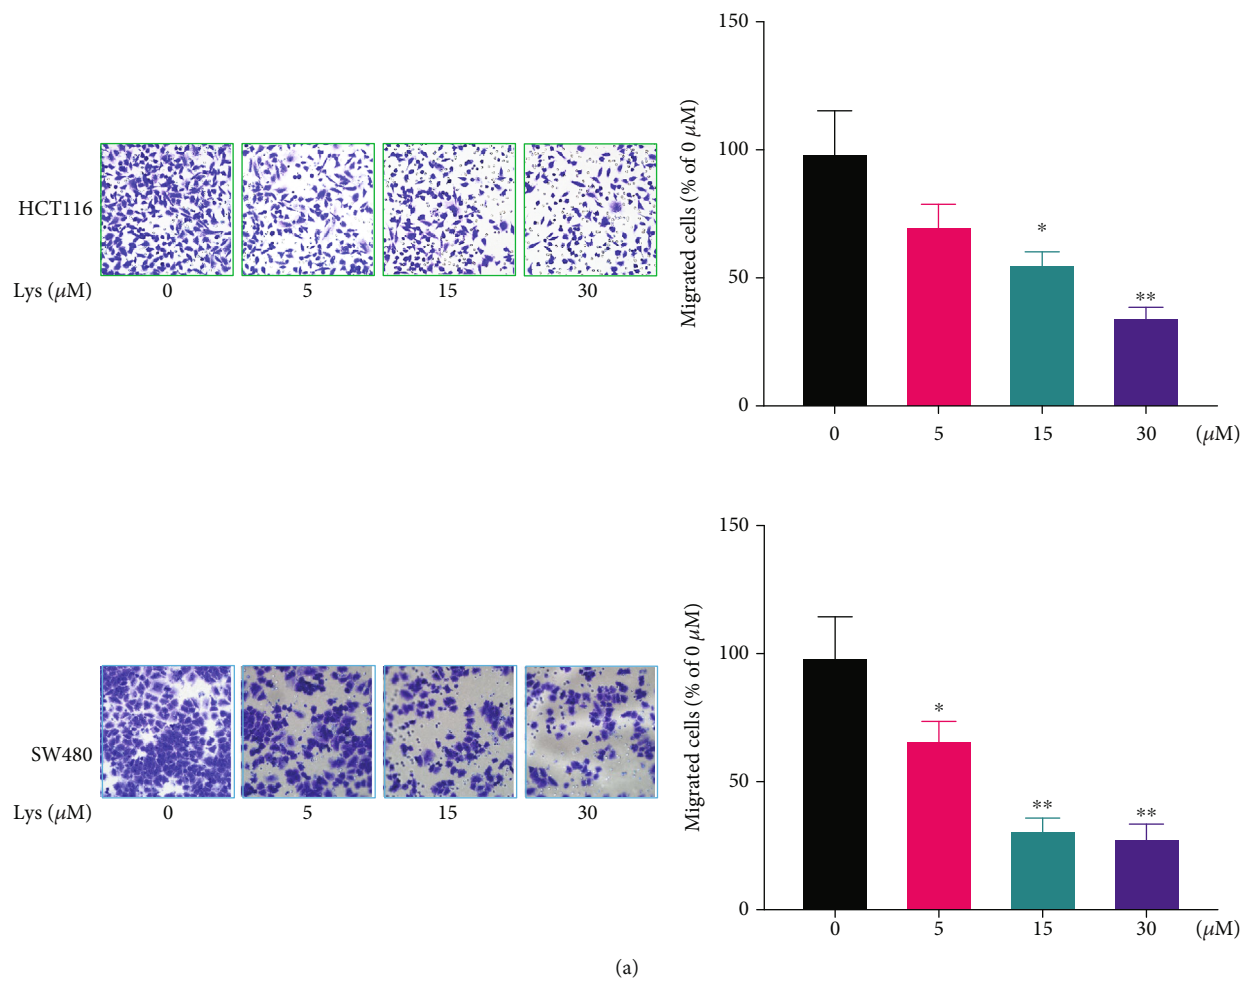 HCT116
Lys (μM) 0 5 15 30
Migrated cells (% of 0 μM)
150
100
50
0
*
**
0 5 15 30 (μM)
SW480
Lys (μM) 0 5 15 30
Migrated cells (% of 0 μM)
150
100
50
0
*
**
**
0 5 15 30 (μM)
(a)